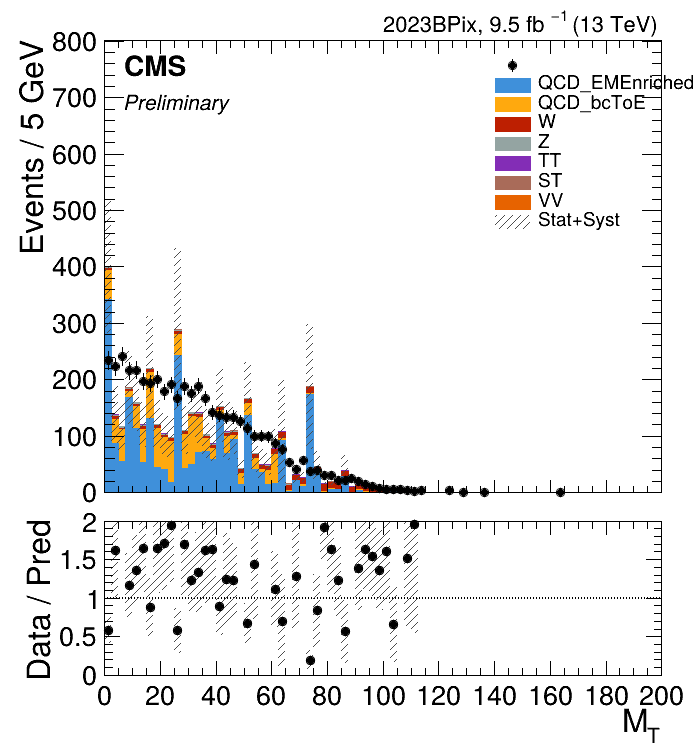 2023BPix, 9.5 fb⁻¹ (13 TeV)
Events / 5 GeV
800
700
600
500
400
300
200
100
0
CMS
Preliminary
QCD_EMEnriched
QCD_bcToE
W
Z
TT
ST
VV
Stat+Syst
Data / Pred
2
1.5
1
0.5
0
0 20 40 60 80 100 120 140 160 180 200
M_T